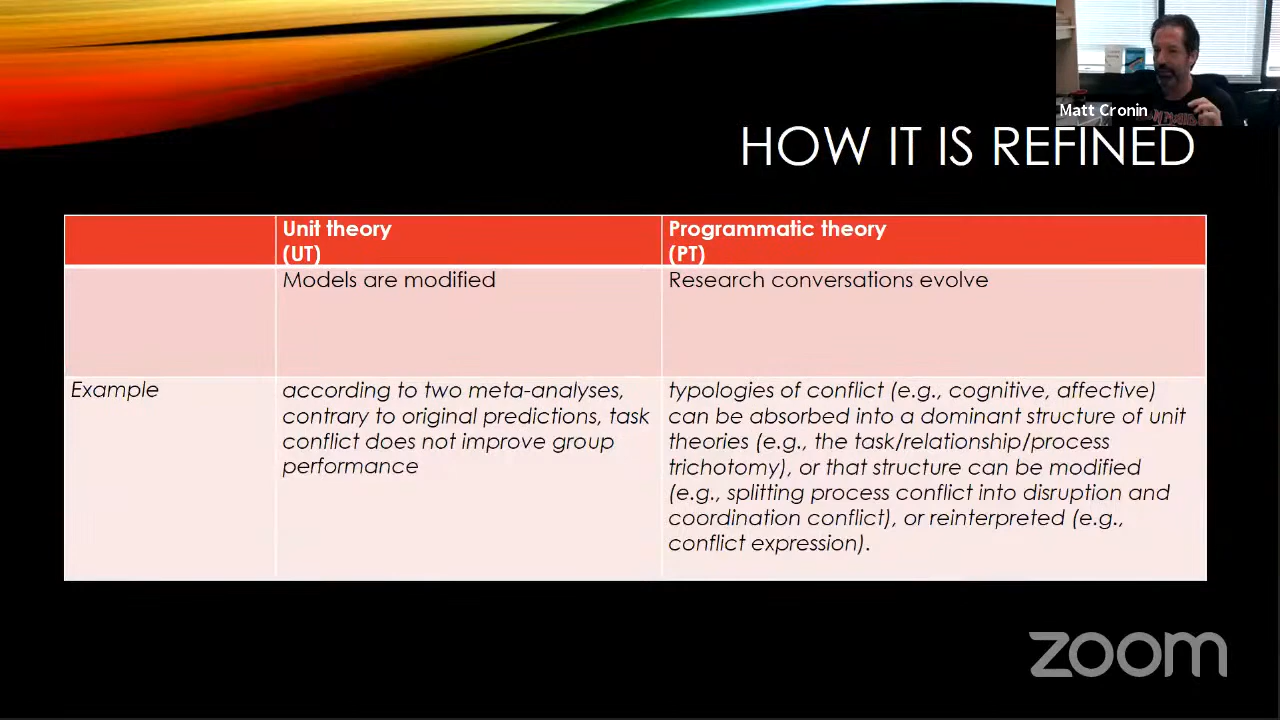 Matt Cronin
HOW IT IS REFINED
Unit theory
(UT)
Programmatic theory
(PT)
Models are modified
Research conversations evolve
Example
according to two meta-analyses,
contrary to original predictions, task
conflict does not improve group
performance
typologies of conflict (e.g., cognitive, affective)
can be absorbed into a dominant structure of unit
theories (e.g., the task/relationship/process
trichotomy), or that structure can be modified
(e.g., splitting process conflict into disruption and
coordination conflict), or reinterpreted (e.g.,
conflict expression).
zoom